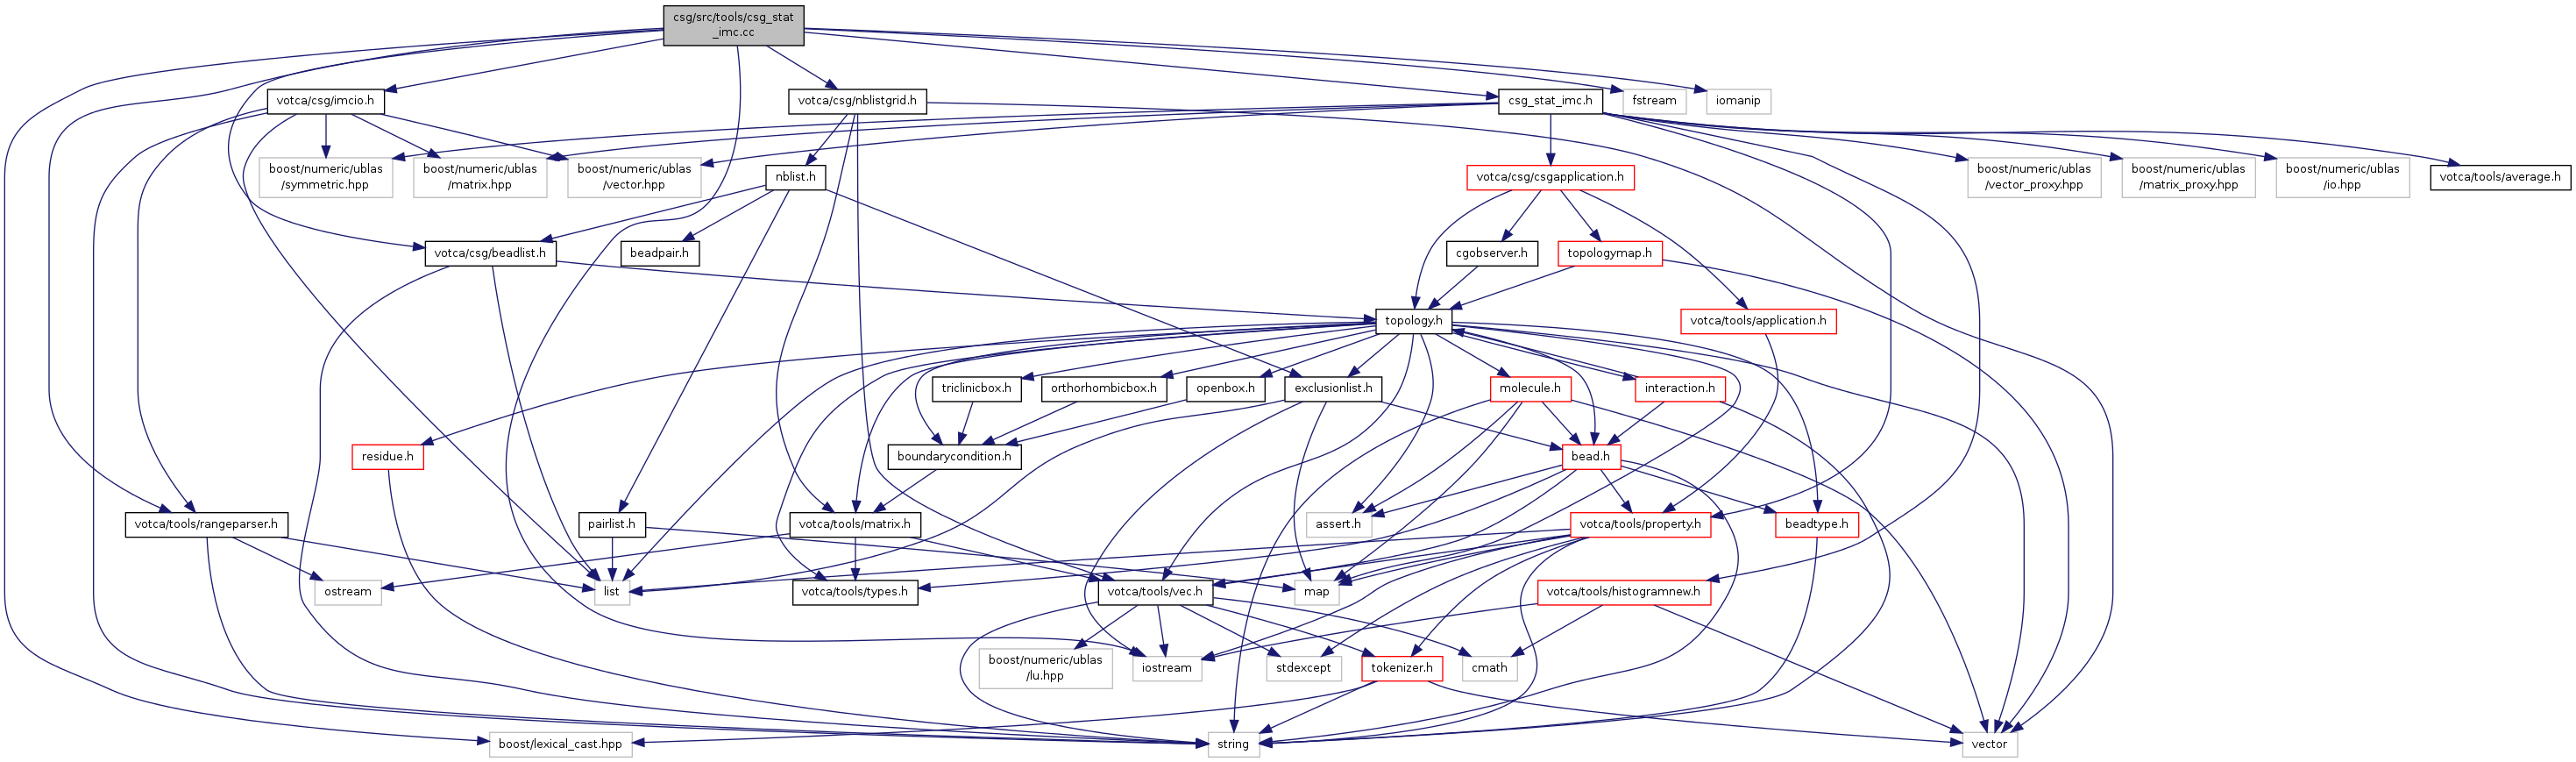 csg/src/tools/csg_stat
_imc.cc
votca/csg/imcio.h
votca/csg/nblistgrid.h
csg_stat_imc.h
fstream
iomanip
boost/numeric/ublas
/symmetric.hpp
boost/numeric/ublas
/matrix.hpp
boost/numeric/ublas
/vector.hpp
nblist.h
votca/csg/csgapplication.h
boost/numeric/ublas
/vector_proxy.hpp
boost/numeric/ublas
/matrix_proxy.hpp
boost/numeric/ublas
/io.hpp
votca/tools/average.h
votca/csg/beadlist.h
beadpair.h
cgobserver.h
topologymap.h
topology.h
votca/tools/application.h
triclinicbox.h
orthorhombicbox.h
openbox.h
exclusionlist.h
molecule.h
interaction.h
residue.h
boundarycondition.h
bead.h
votca/tools/rangeparser.h
pairlist.h
votca/tools/matrix.h
assert.h
votca/tools/property.h
beadtype.h
ostream
list
votca/tools/types.h
votca/tools/vec.h
map
votca/tools/histogramnew.h
boost/numeric/ublas
/lu.hpp
iostream
stdexcept
tokenizer.h
cmath
boost/lexical_cast.hpp
string
vector